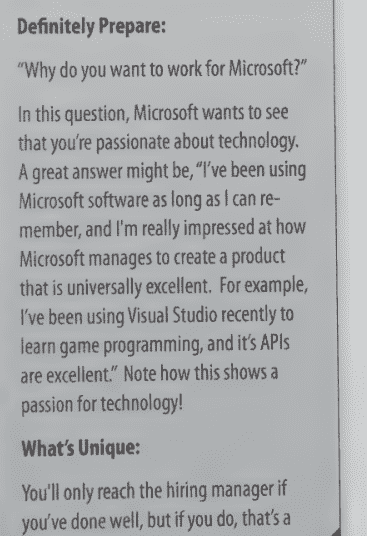 Definitely Prepare:
“Why do you want to work for Microsoft?”
In this question, Microsoft wants to see
that you’re passionate about technology.
A great answer might be, “I’ve been using
Microsoft software as long as I can re-
member, and I'm really impressed at how
Microsoft manages to create a product
that is universally excellent. For example,
I’ve been using Visual Studio recently to
learn game programming, and it’s APIs
are excellent.” Note how this shows a
passion for technology!
What’s Unique:
You’ll only reach the hiring manager if
you’ve done well, but if you do, that’s a